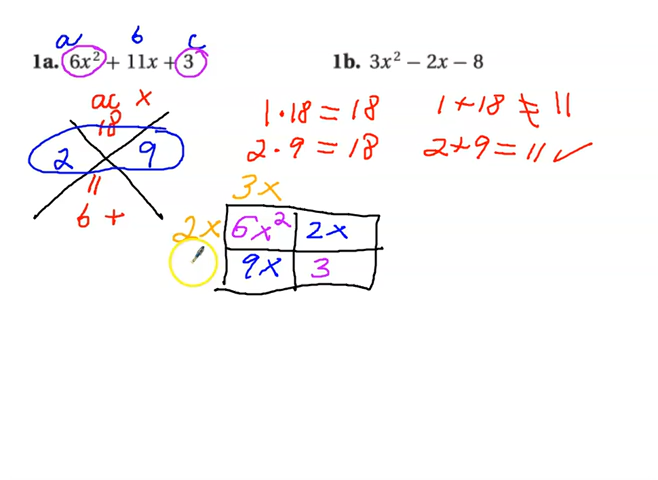 a b c
1a. 6x² + 11x + 3
1b. 3x² − 2x − 8
ac x
18
2 9
11
6 +
1 · 18 = 18
1 + 18 ≠ 11
2 · 9 = 18
2 + 9 = 11 ✓
3x
2x 6x² 2x
9x 3